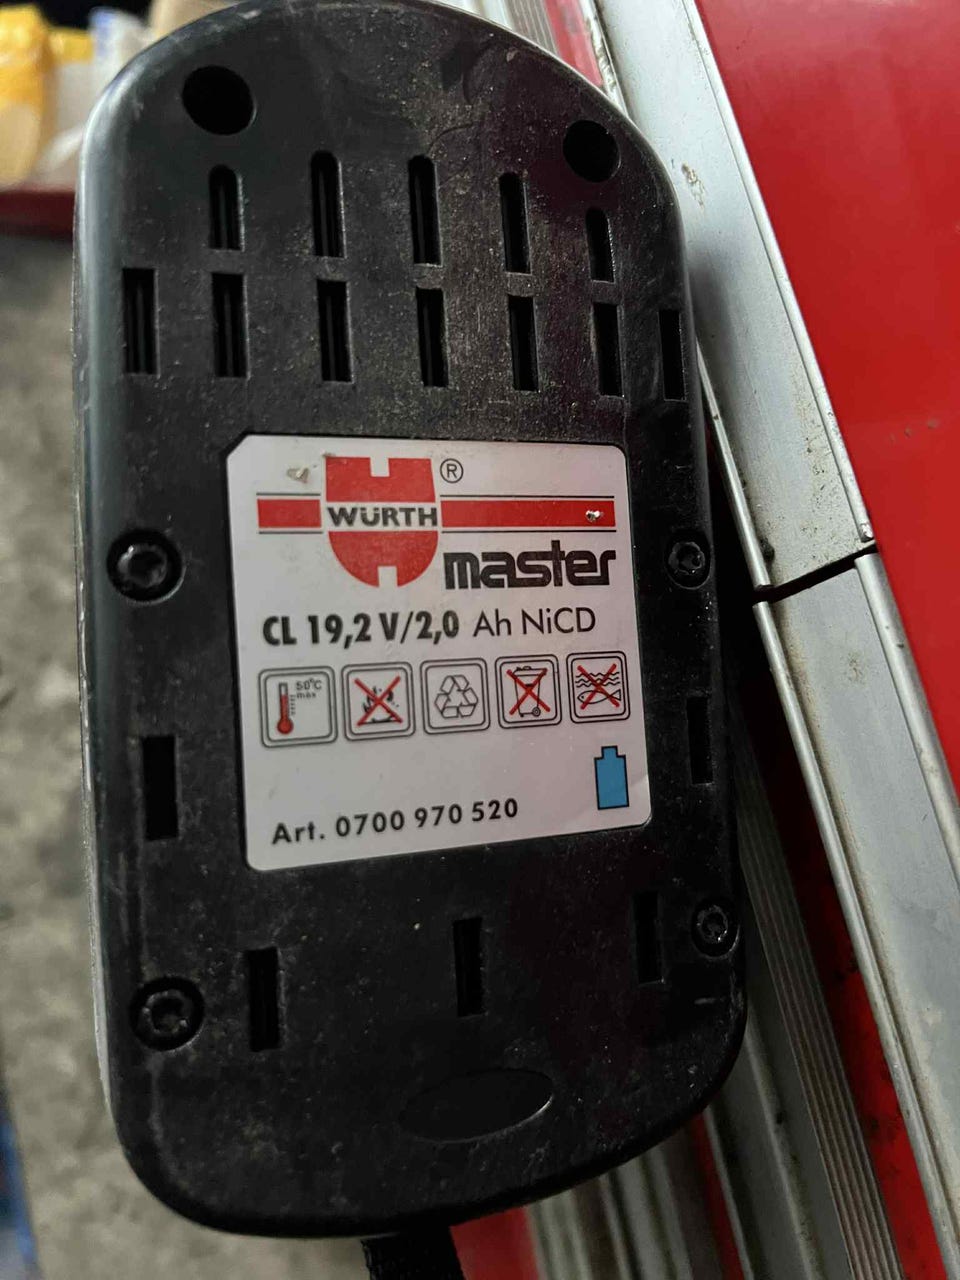 WÜRTH ®
master
CL 19,2 V/2,0 Ah NiCD
50°C
max
Art. 0700 970 520